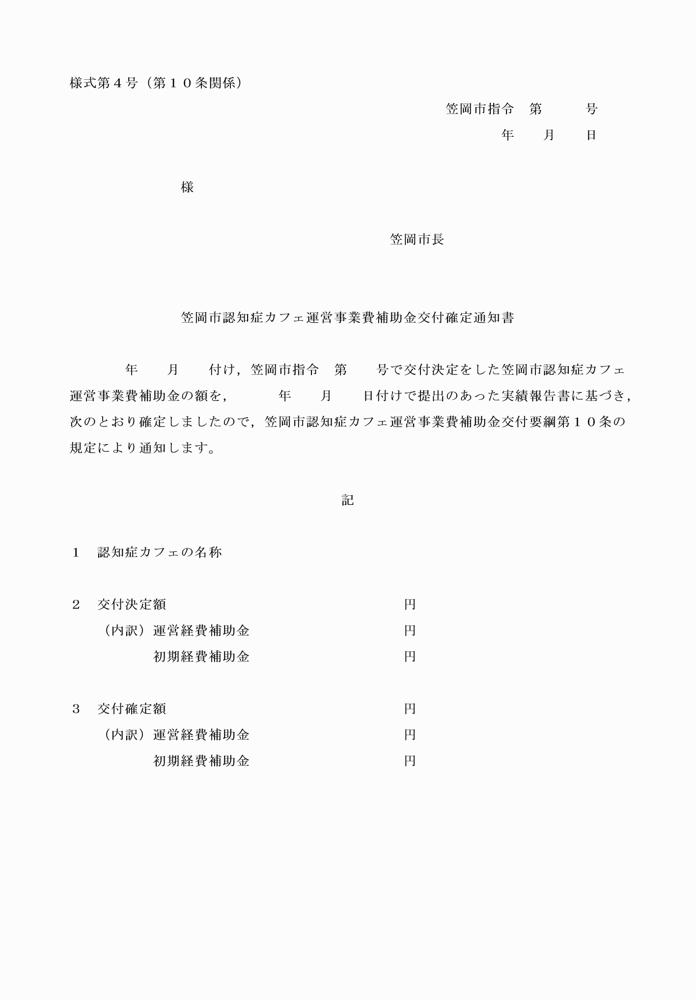 様式第４号（第１０条関係）
笠岡市指令　第　　　号
年　　月　　日
様
笠岡市長
笠岡市認知症カフェ運営事業費補助金交付確定通知書
年　　月　　付け，笠岡市指令　第　　号で交付決定をした笠岡市認知症カフェ
運営事業費補助金の額を，　　　年　　月　　日付けで提出のあった実績報告書に基づき，
次のとおり確定しましたので，笠岡市認知症カフェ運営事業費補助金交付要綱第１０条の
規定により通知します。
記
１　認知症カフェの名称
２　交付決定額　　　　　　　　　　　　　　　　　円
（内訳）運営経費補助金　　　　　　　　　　　円
初期経費補助金　　　　　　　　　　　円
３　交付確定額　　　　　　　　　　　　　　　　　円
（内訳）運営経費補助金　　　　　　　　　　　円
初期経費補助金　　　　　　　　　　　円